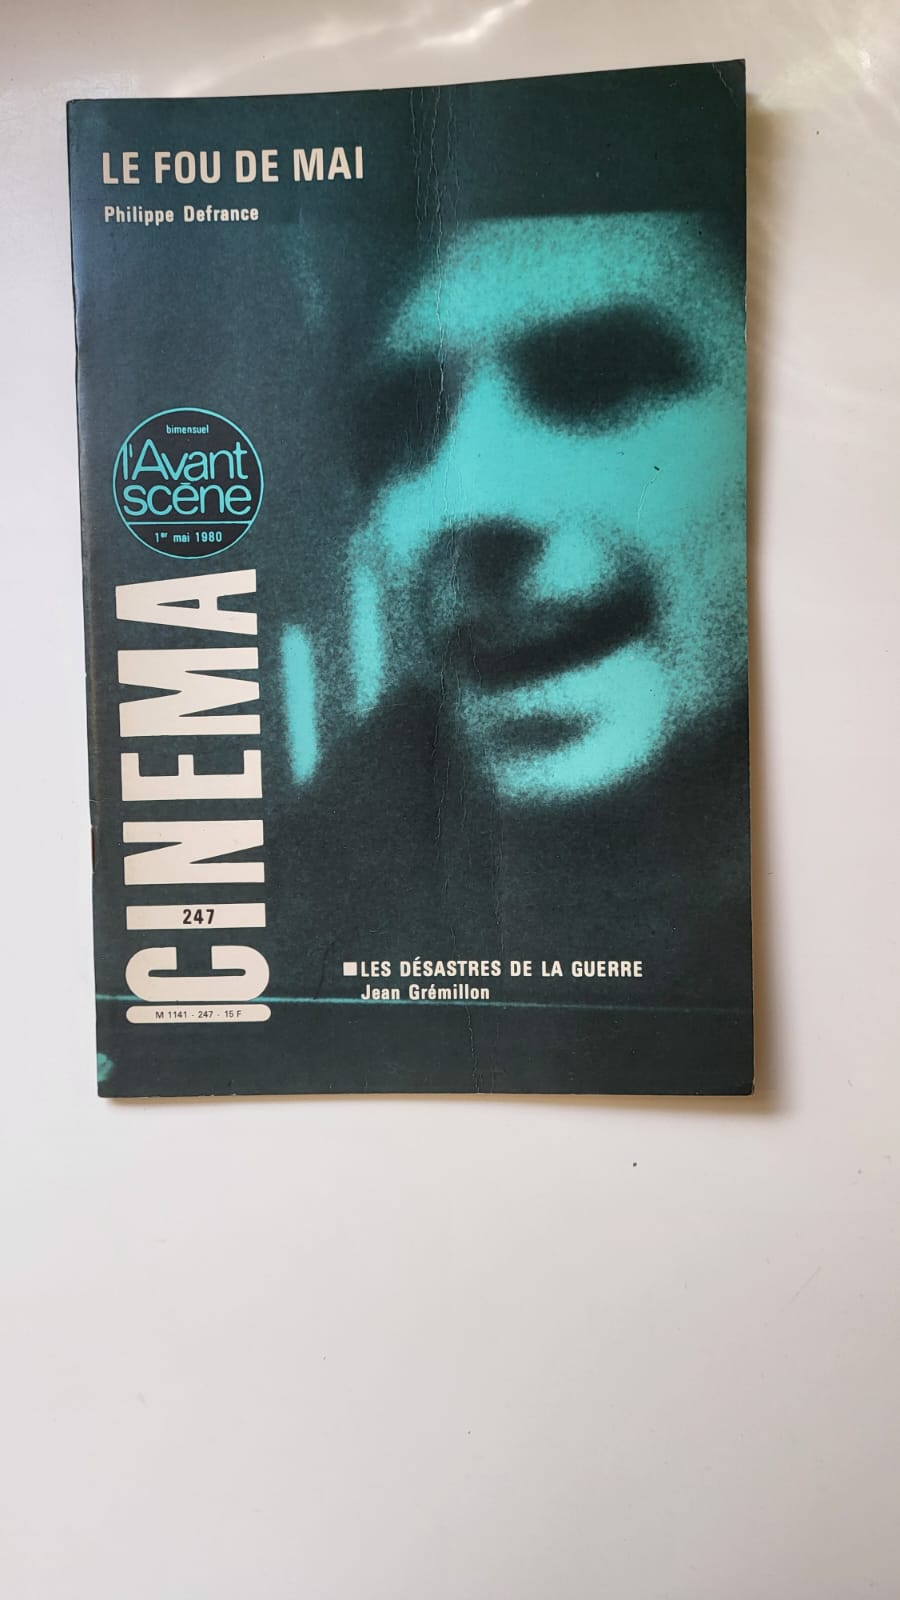 LE FOU DE MAI
Philippe Defrance
bimensuel
l'Avant
scène
1er mai 1980
CINEMA
247
M 1141 - 247 - 15 F
■LES DÉSASTRES DE LA GUERRE
Jean Grémillon